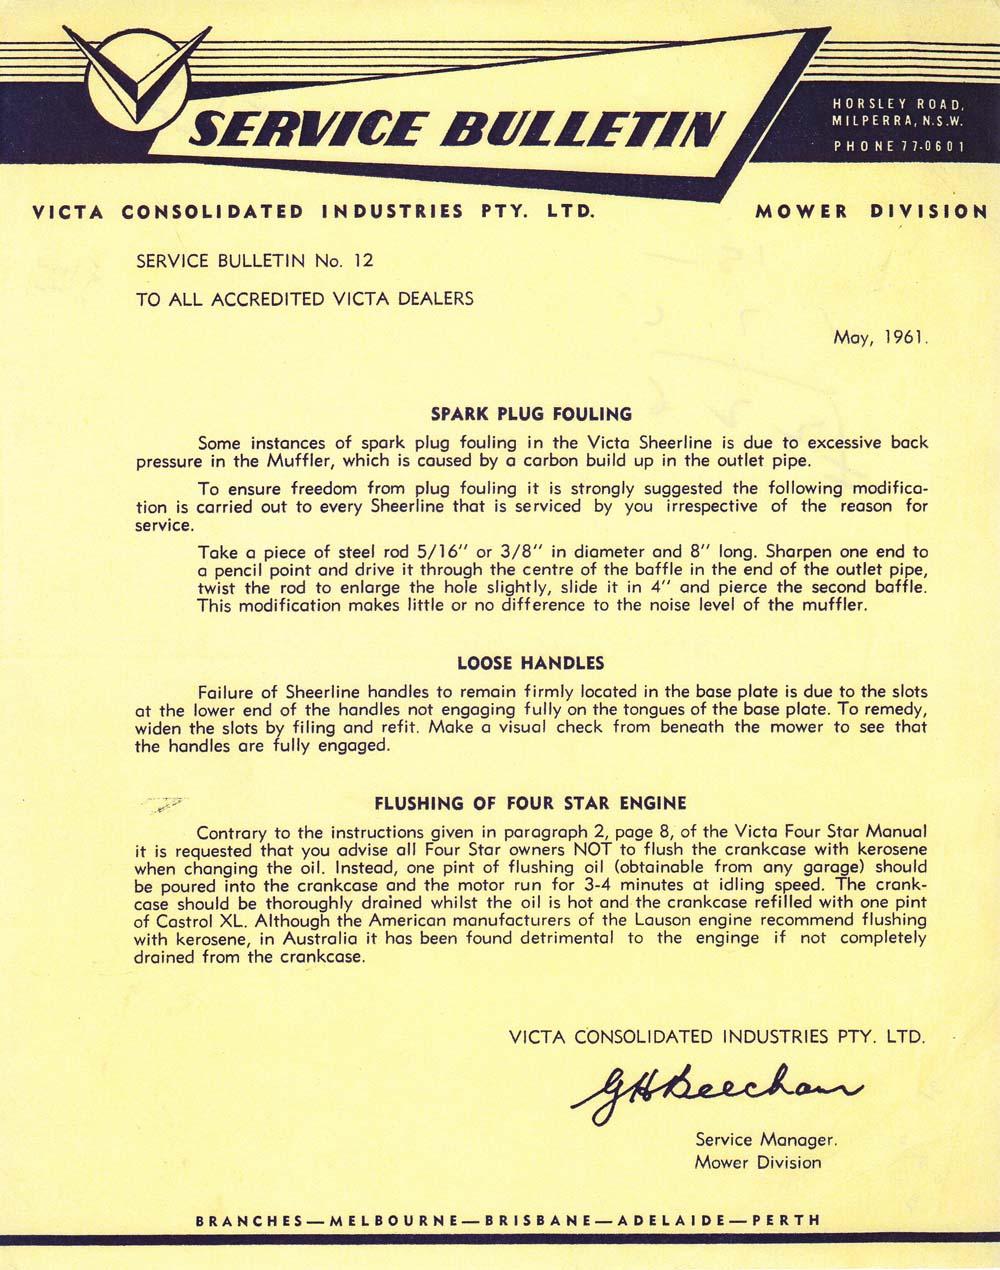 SERVICE BULLETIN
HORSLEY ROAD,
MILPERRA, N.S.W.
PHONE 77-0601
VICTA CONSOLIDATED INDUSTRIES PTY. LTD. MOWER DIVISION
SERVICE BULLETIN No. 12
TO ALL ACCREDITED VICTA DEALERS
May, 1961.
SPARK PLUG FOULING
Some instances of spark plug fouling in the Victa Sheerline is due to excessive back
pressure in the Muffler, which is caused by a carbon build up in the outlet pipe.
To ensure freedom from plug fouling it is strongly suggested the following modifica-
tion is carried out to every Sheerline that is serviced by you irrespective of the reason for
service.
Take a piece of steel rod 5/16" or 3/8" in diameter and 8" long. Sharpen one end to
a pencil point and drive it through the centre of the baffle in the end of the outlet pipe,
twist the rod to enlarge the hole slightly, slide it in 4" and pierce the second baffle.
This modification makes little or no difference to the noise level of the muffler.
LOOSE HANDLES
Failure of Sheerline handles to remain firmly located in the base plate is due to the slots
at the lower end of the handles not engaging fully on the tongues of the base plate. To remedy,
widen the slots by filing and refit. Make a visual check from beneath the mower to see that
the handles are fully engaged.
FLUSHING OF FOUR STAR ENGINE
Contrary to the instructions given in paragraph 2, page 8, of the Victa Four Star Manual
it is requested that you advise all Four Star owners NOT to flush the crankcase with kerosene
when changing the oil. Instead, one pint of flushing oil (obtainable from any garage) should
be poured into the crankcase and the motor run for 3-4 minutes at idling speed. The crank-
case should be thoroughly drained whilst the oil is hot and the crankcase refilled with one pint
of Castrol XL. Although the American manufacturers of the Lauson engine recommend flushing
with kerosene, in Australia it has been found detrimental to the enginge if not completely
drained from the crankcase.
VICTA CONSOLIDATED INDUSTRIES PTY. LTD.
GH Beecham
Service Manager.
Mower Division
BRANCHES—MELBOURNE—BRISBANE—ADELAIDE—PERTH